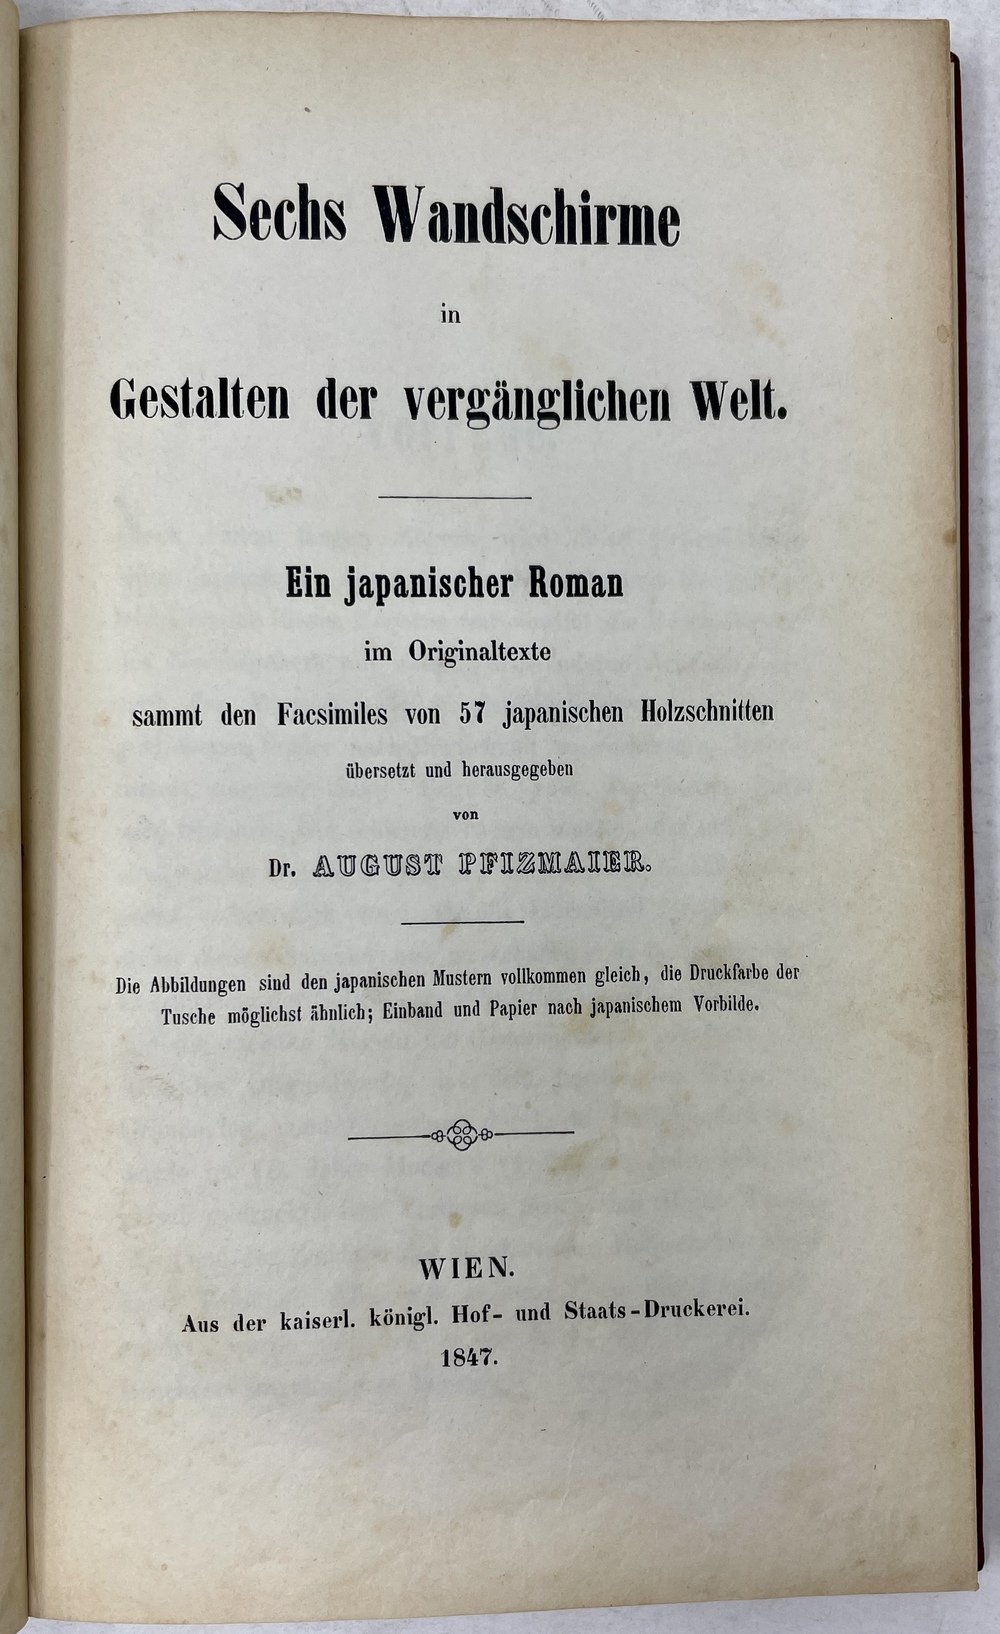 Sechs Wandschirme
in
Gestalten der vergänglichen Welt.
Ein japanischer Roman
im Originaltexte
sammt den Facsimiles von 57 japanischen Holzschnitten
übersetzt und herausgegeben
von
Dr. AUGUST PFIZMAIER.
Die Abbildungen sind den japanischen Mustern vollkommen gleich, die Druckfarbe der
Tusche möglichst ähnlich; Einband und Papier nach japanischem Vorbilde.
WIEN.
Aus der kaiserl. königl. Hof- und Staats-Druckerei.
1847.